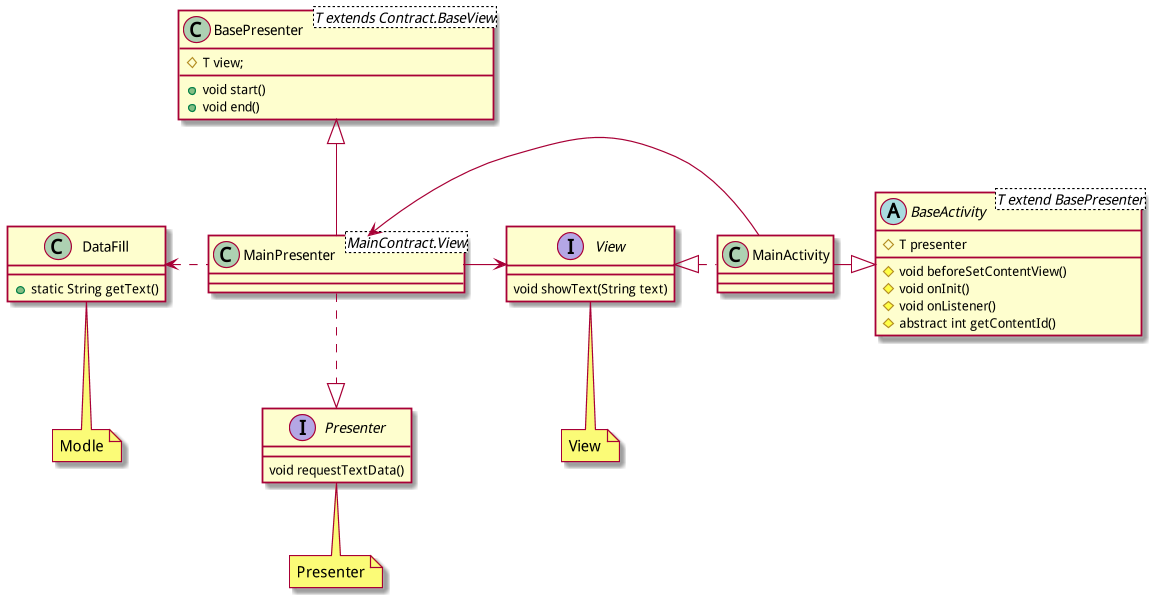 C BasePresenter T extends Contract.BaseView
T view;
void start()
void end()
C DataFill
static String getText()
C MainPresenter MainContract.View
I View
void showText(String text)
C MainActivity
A BaseActivity T extend BasePresenter
T presenter
void beforeSetContentView()
void onInit()
void onListener()
abstract int getContentId()
I Presenter
void requestTextData()
Modle
View
Presenter